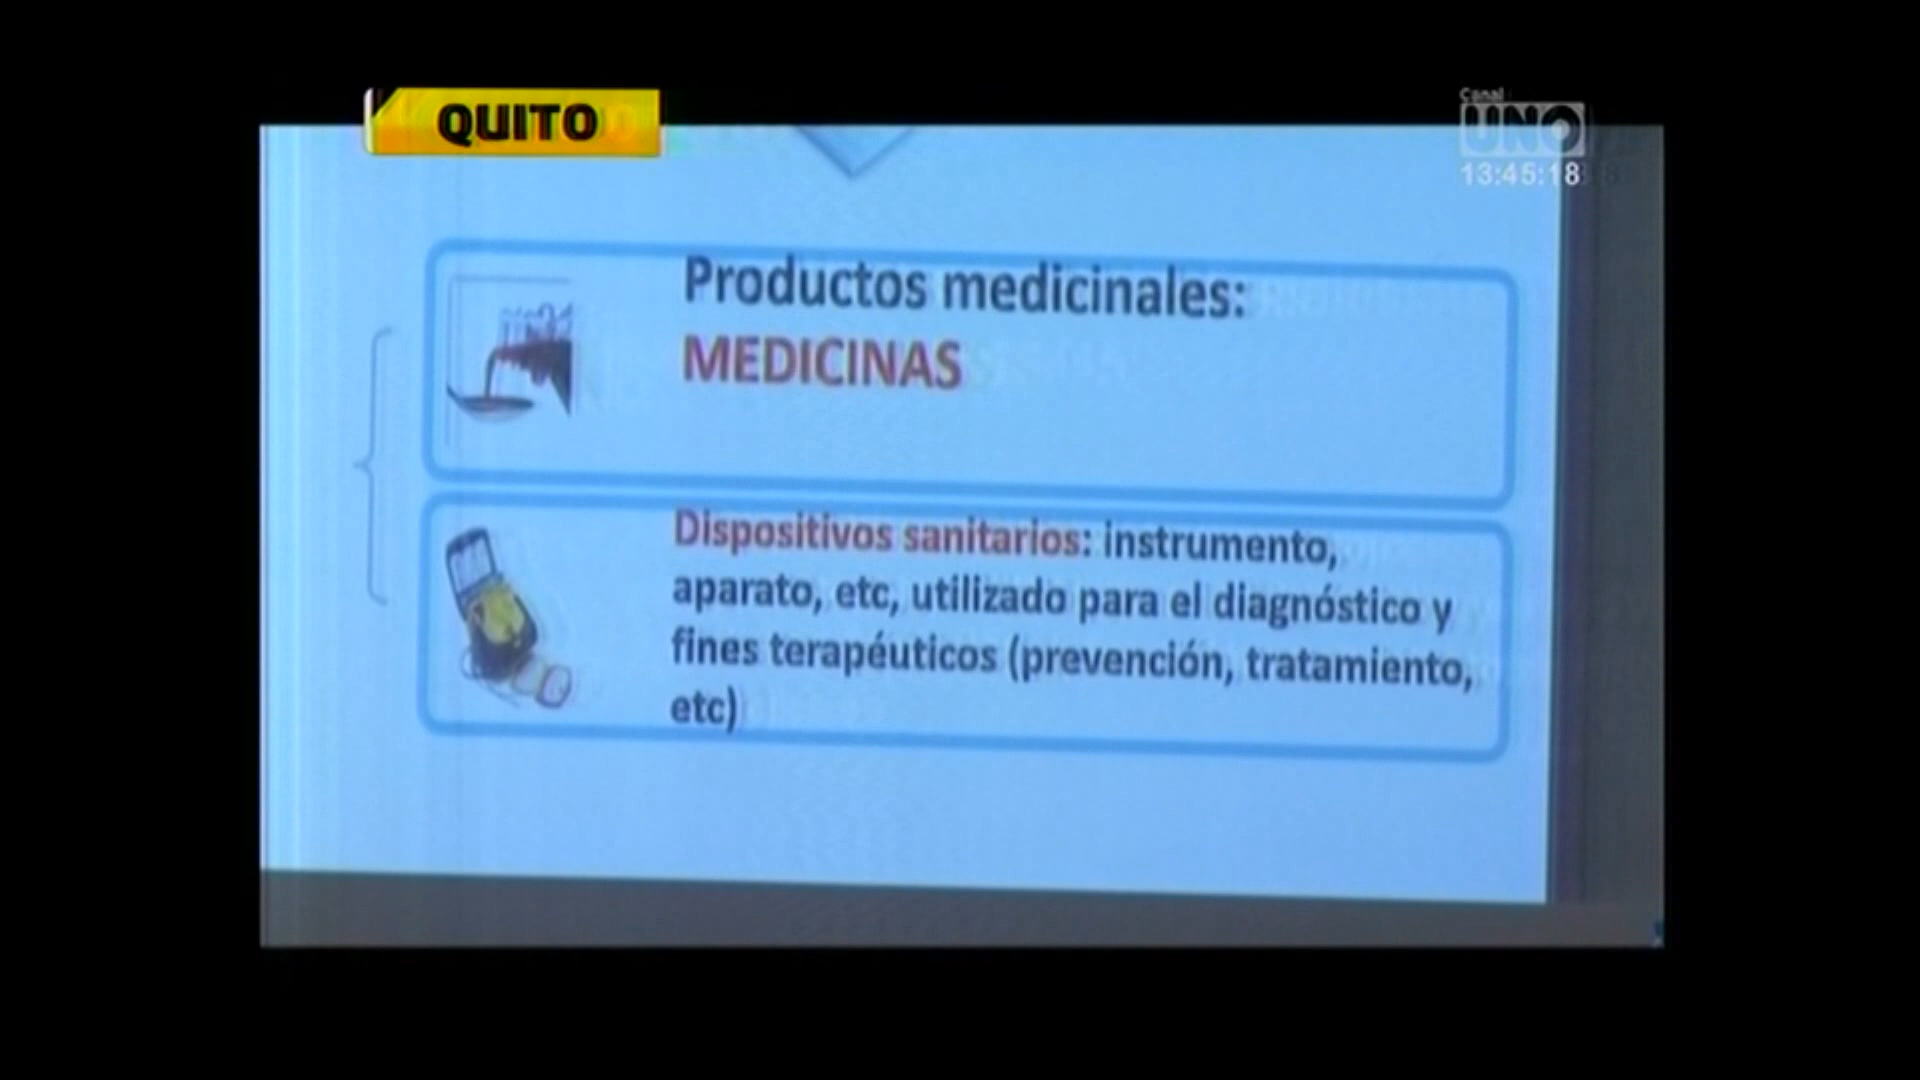 QUITO
Canal
UNO
13:45:18
Productos medicinales:
MEDICINAS
Dispositivos sanitarios: instrumento,
aparato, etc, utilizado para el diagnóstico y
fines terapéuticos (prevención, tratamiento,
etc)